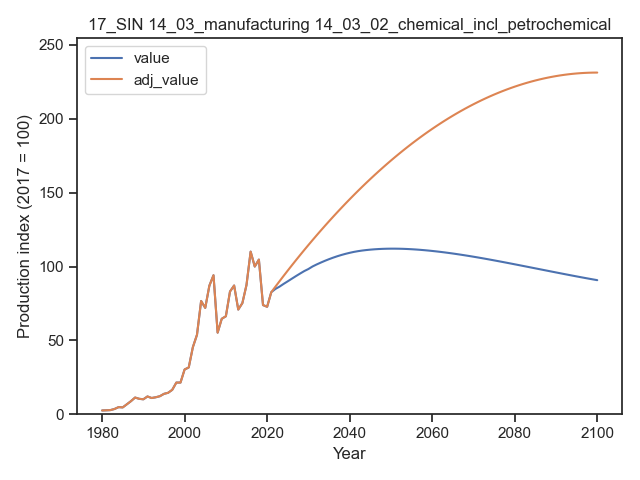 17_SIN 14_03_manufacturing 14_03_02_chemical_incl_petrochemical
value
adj_value
Production index (2017 = 100)
250
200
150
100
50
0
1980 2000 2020 2040 2060 2080 2100
Year